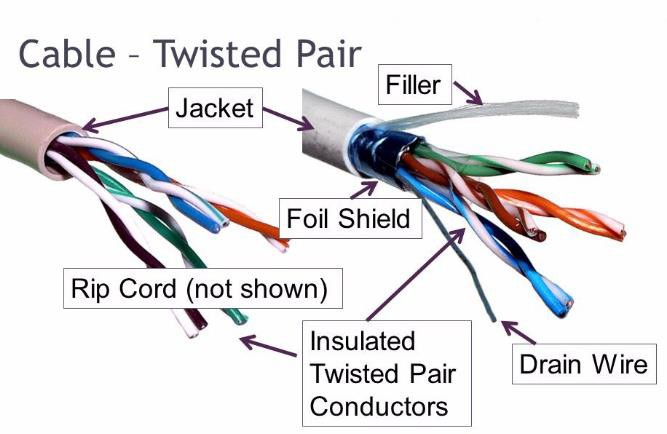 Cable – Twisted Pair
Filler
Jacket
Foil Shield
Rip Cord (not shown)
Insulated
Twisted Pair
Conductors
Drain Wire